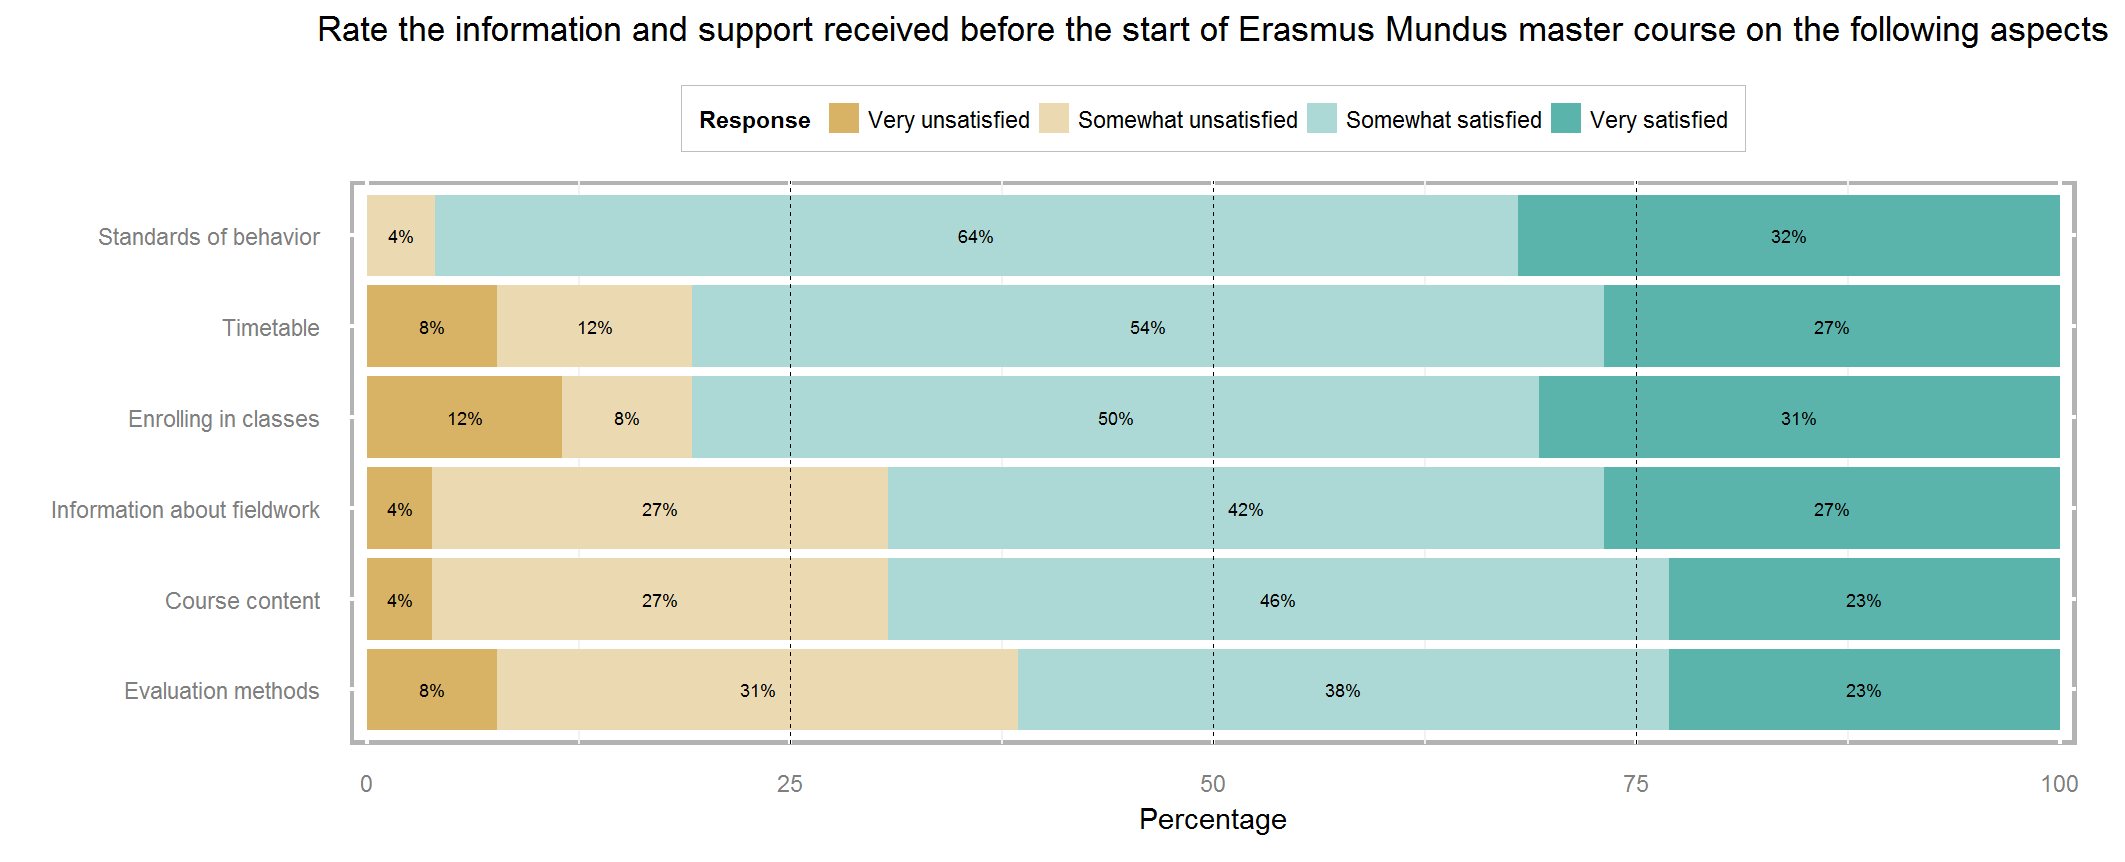 Rate the information and support received before the start of Erasmus Mundus master course on the following aspects
Response Very unsatisfied Somewhat unsatisfied Somewhat satisfied Very satisfied
Standards of behavior 4% 64% 32%
Timetable 8% 12% 54% 27%
Enrolling in classes 12% 8% 50% 31%
Information about fieldwork 4% 27% 42% 27%
Course content 4% 27% 46% 23%
Evaluation methods 8% 31% 38% 23%
0 25 50 75 100
Percentage